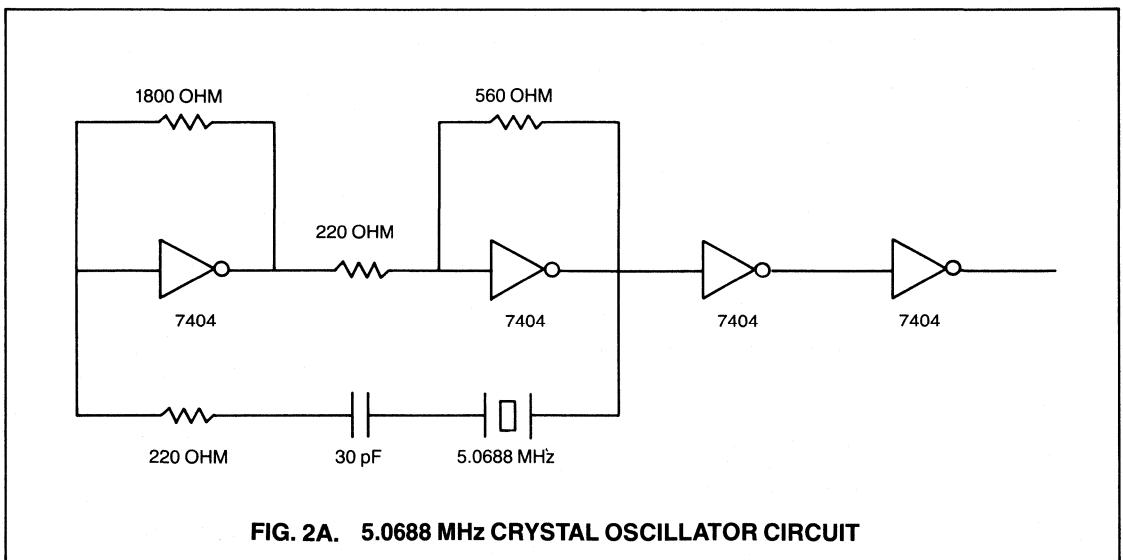 1800 OHM
560 OHM
220 OHM
7404
7404
7404
7404
220 OHM
30 pF
5.0688 MHz
FIG. 2A. 5.0688 MHz CRYSTAL OSCILLATOR CIRCUIT